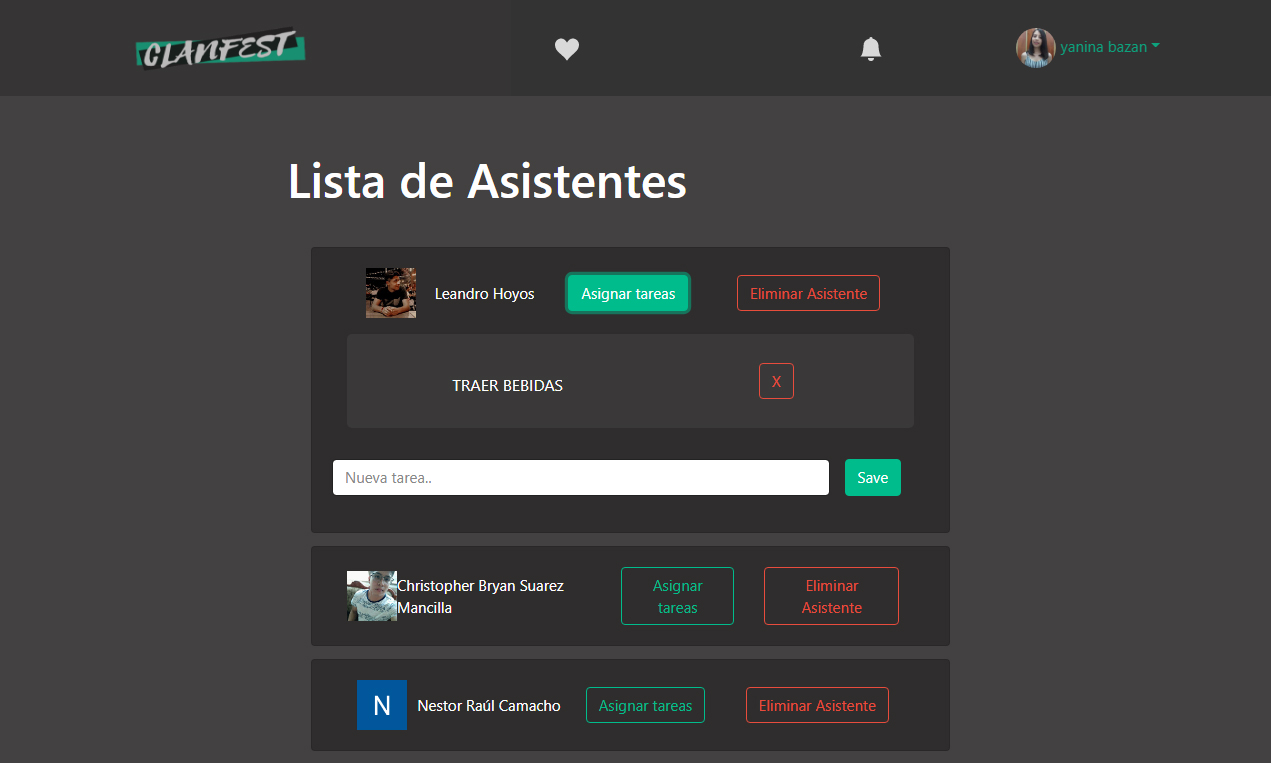 CLANFEST
yanina bazan
Lista de Asistentes
Leandro Hoyos
Asignar tareas
Eliminar Asistente
TRAER BEBIDAS
X
Nueva tarea..
Save
Christopher Bryan Suarez
Mancilla
Asignar
tareas
Eliminar
Asistente
N
Nestor Raúl Camacho
Asignar tareas
Eliminar Asistente